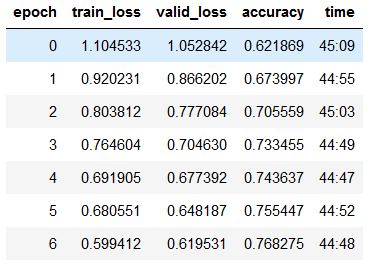 epoch train_loss valid_loss accuracy time
0 1.104533 1.052842 0.621869 45:09
1 0.920231 0.866202 0.673997 44:55
2 0.803812 0.777084 0.705559 45:03
3 0.764604 0.704630 0.733455 44:49
4 0.691905 0.677392 0.743637 44:47
5 0.680551 0.648187 0.755447 44:52
6 0.599412 0.619531 0.768275 44:48